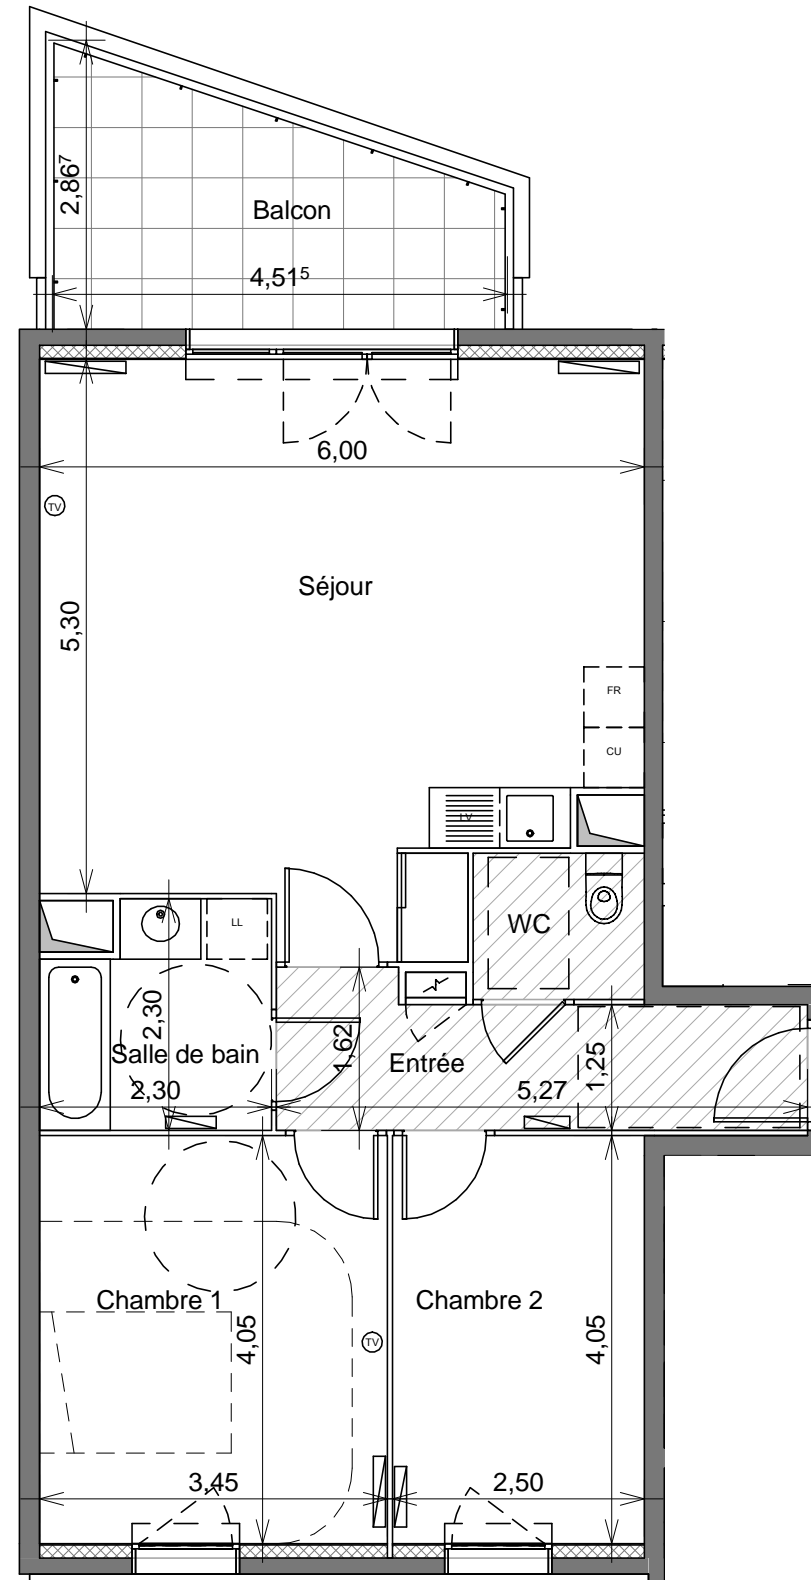 2,86⁷
Balcon
4,51⁵
6,00
TV
Séjour
5,30
FR
CU
LV
LL
WC
2,30
Salle de bain
1,62
Entrée
1,25
2,30
5,27
Chambre 1
Chambre 2
4,05
TV
4,05
3,45
2,50